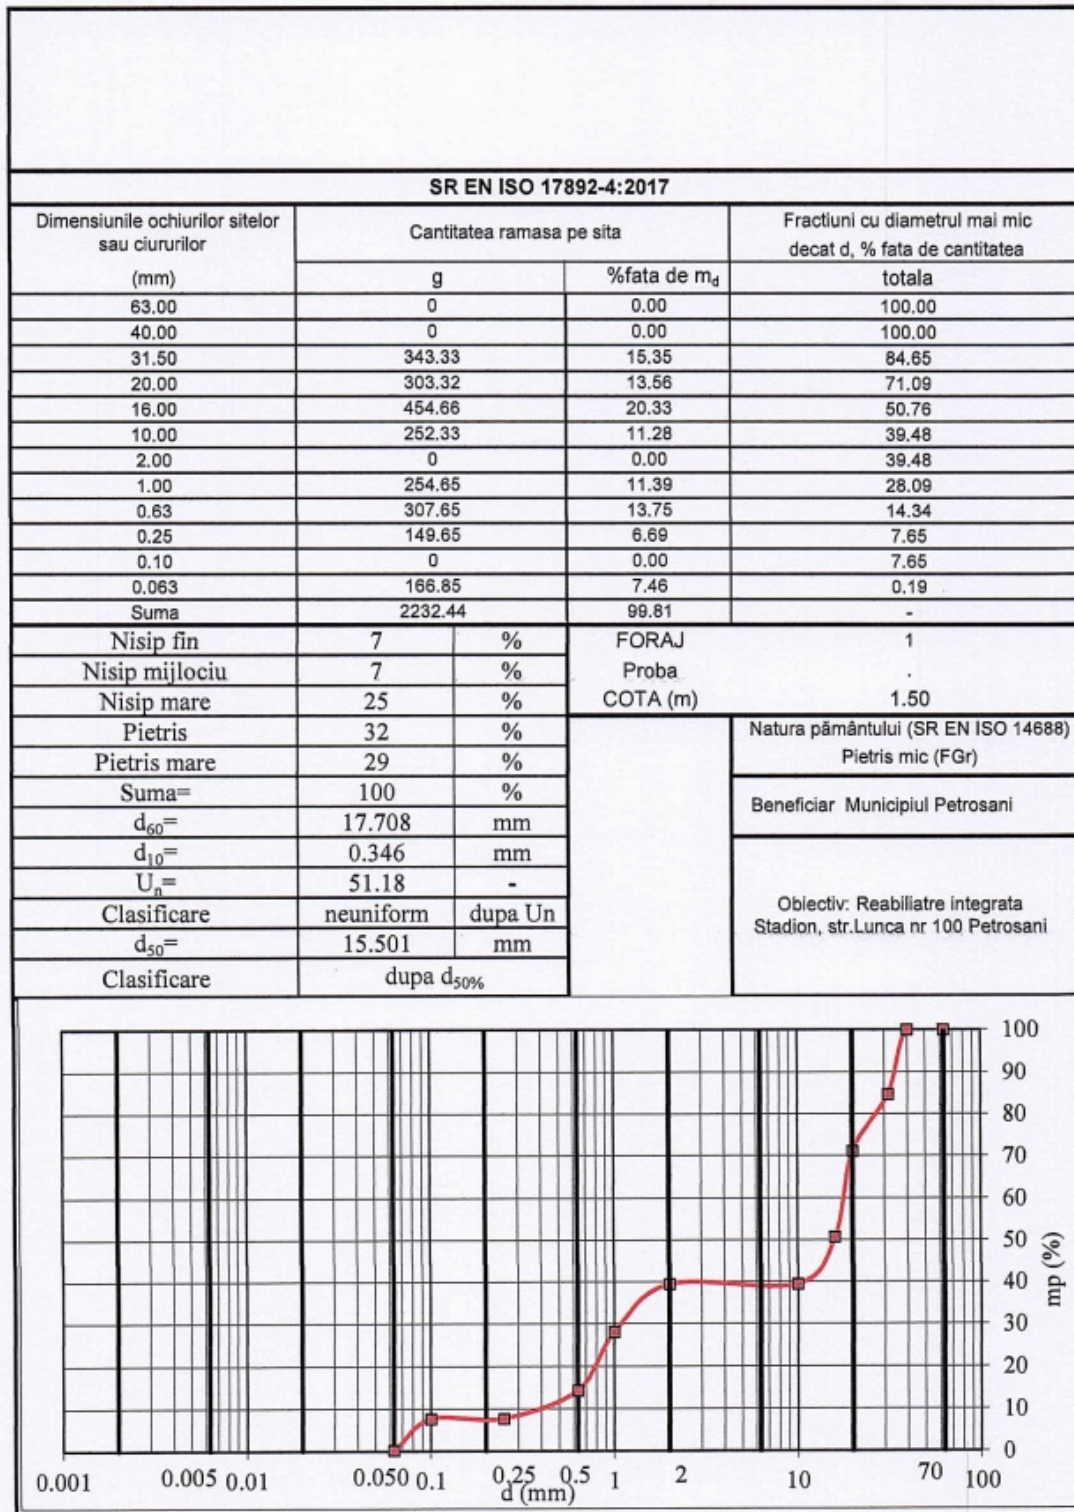 SR EN ISO 17892-4:2017
Dimensiunile ochiurilor sitelor sau ciururilor (mm) | Cantitatea ramasa pe sita | Fractiuni cu diametrul mai mic decat d, % fata de cantitatea totala
g | %fata de md
63.00 0 0.00 100.00
40.00 0 0.00 100.00
31.50 343.33 15.35 84.65
20.00 303.32 13.56 71.09
16.00 454.66 20.33 50.76
10.00 252.33 11.28 39.48
2.00 0 0.00 39.48
1.00 254.65 11.39 28.09
0.63 307.65 13.75 14.34
0.25 149.65 6.69 7.65
0.10 0 0.00 7.65
0.063 166.85 7.46 0.19
Suma 2232.44 99.81 -
Nisip fin 7 %
Nisip mijlociu 7 %
Nisip mare 25 %
Pietris 32 %
Pietris mare 29 %
Suma= 100 %
d60= 17.708 mm
d10= 0.346 mm
Un= 51.18 -
Clasificare neuniform dupa Un
d50= 15.501 mm
Clasificare dupa d50%
FORAJ 1
Proba .
COTA (m) 1.50
Natura pământului (SR EN ISO 14688)
Pietris mic (FGr)
Beneficiar Municipiul Petrosani
Obiectiv: Reabiliatre integrata
Stadion, str.Lunca nr 100 Petrosani
100
90
80
70
60
50
40
30
20
10
0
mp (%)
0.001 0.005 0.01 0.050 0.1 0.25 0.5 1 2 10 70 100
d (mm)